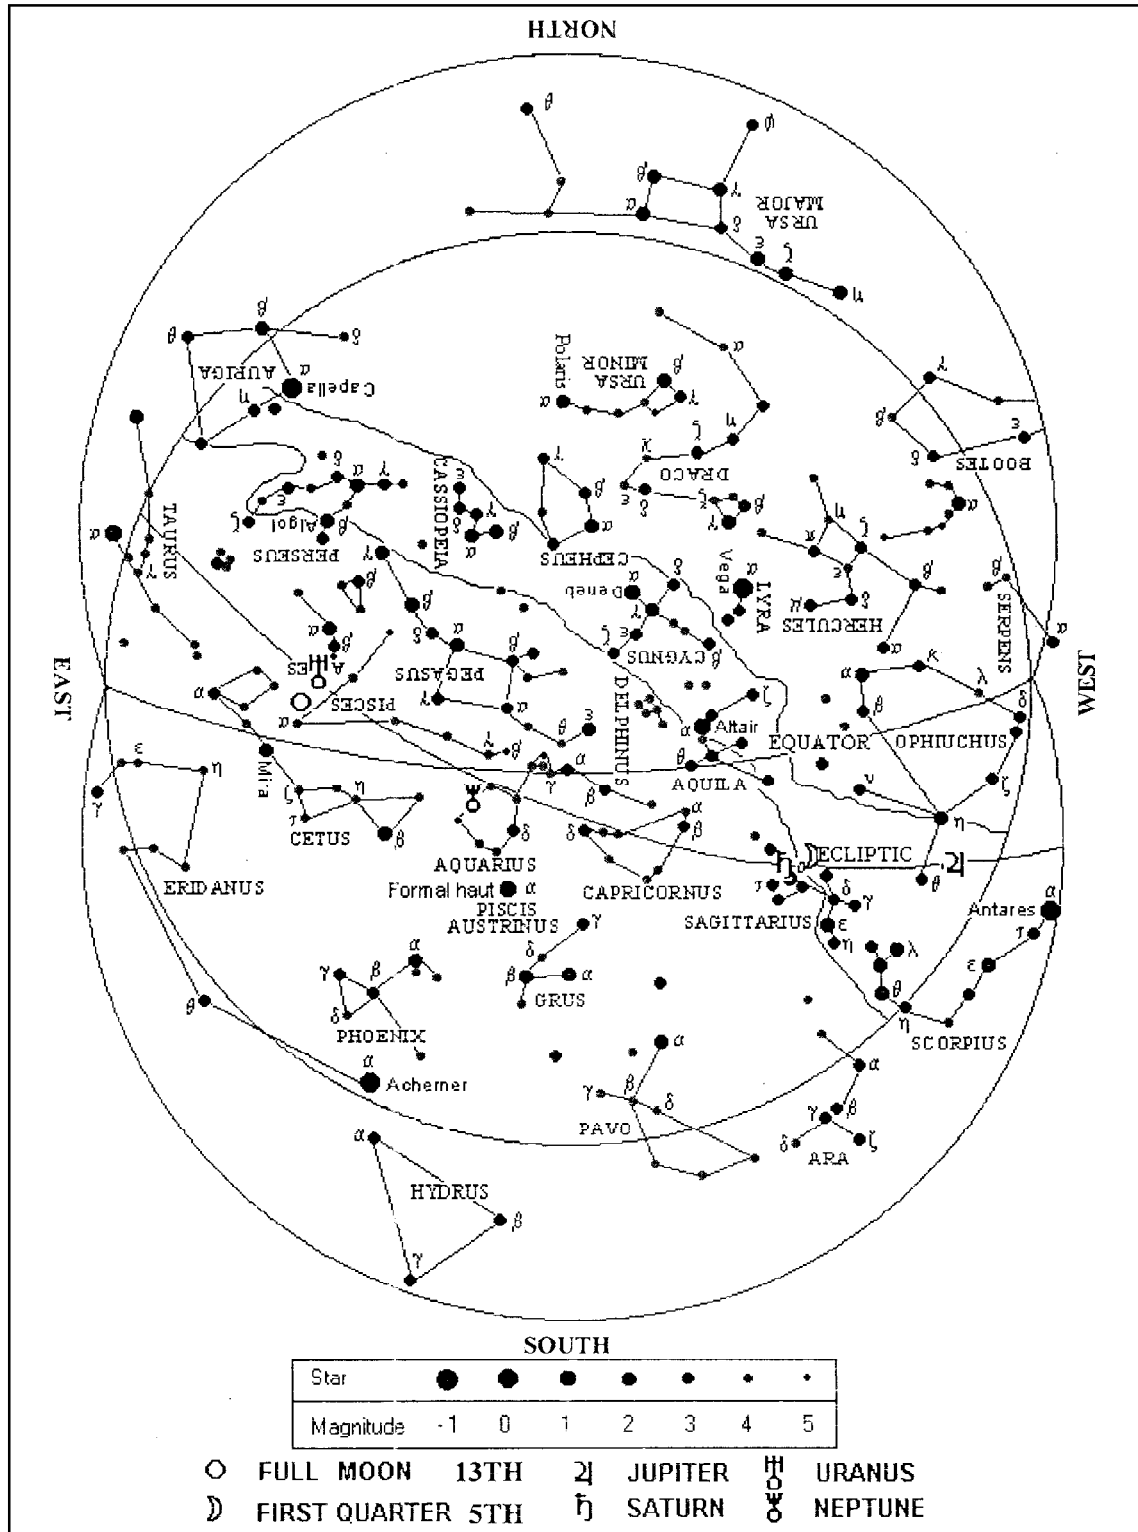 NORTH
θ
φ
β
γ
α
δ
URSA
MAJOR
ε
ζ
η
β
θ
δ
α
AURIGA
Capella
η
Polaris
α
URSA
MINOR
β
γ
α
η
ζ
χ
DRACO
ε
δ
ξ
β
γ
γ
β
δ
ε
BOOTES
α
TAURUS
γ
δ
α
γ
ε
ζ
Algol
β
PERSEUS
CASSIOPEIA
ε
δ
γ
α
β
γ
β
α
CEPHEUS
η
ζ
π
ε
μ
δ
HERCULES
β
α
α
β
SERPENS
α
γ
β
δ
α
β
PEGASUS
γ
α
θ
ε
β
α
β
A
ES
α
PISCES
α
Deneb
α
δ
γ
ε
ζ
β
CYGNUS
Vega
α
LYRA
DELPHINIUS
ζ
α
Altair
θ
AQUILA
EQUATOR
α
κ
β
λ
δ
OPHIUCHUS
ν
ζ
η
θ
EAST
WEST
Mira
ε
η
γ
ERIDANUS
ζ
η
τ
CETUS
β
γ
β
γ
α
δ
AQUARIUS
β
α
β
δ
CAPRICORNUS
Formal haut
α
PISCIS
AUSTRINUS
ECLIPTIC
τ
SAGITTARIUS
δ
γ
ε
η
λ
θ
η
SCORPIUS
Antares
α
τ
ε
γ
δ
β
α
GRUS
α
γ
β
δ
PHOENIX
θ
α
Achemer
α
γ
β
δ
PAVO
α
β
γ
δ
ζ
ARA
α
HYDRUS
β
γ
SOUTH
Star
Magnitude -1 0 1 2 3 4 5
FULL MOON 13TH ♃ JUPITER ♅ URANUS
FIRST QUARTER 5TH ♄ SATURN ♆ NEPTUNE